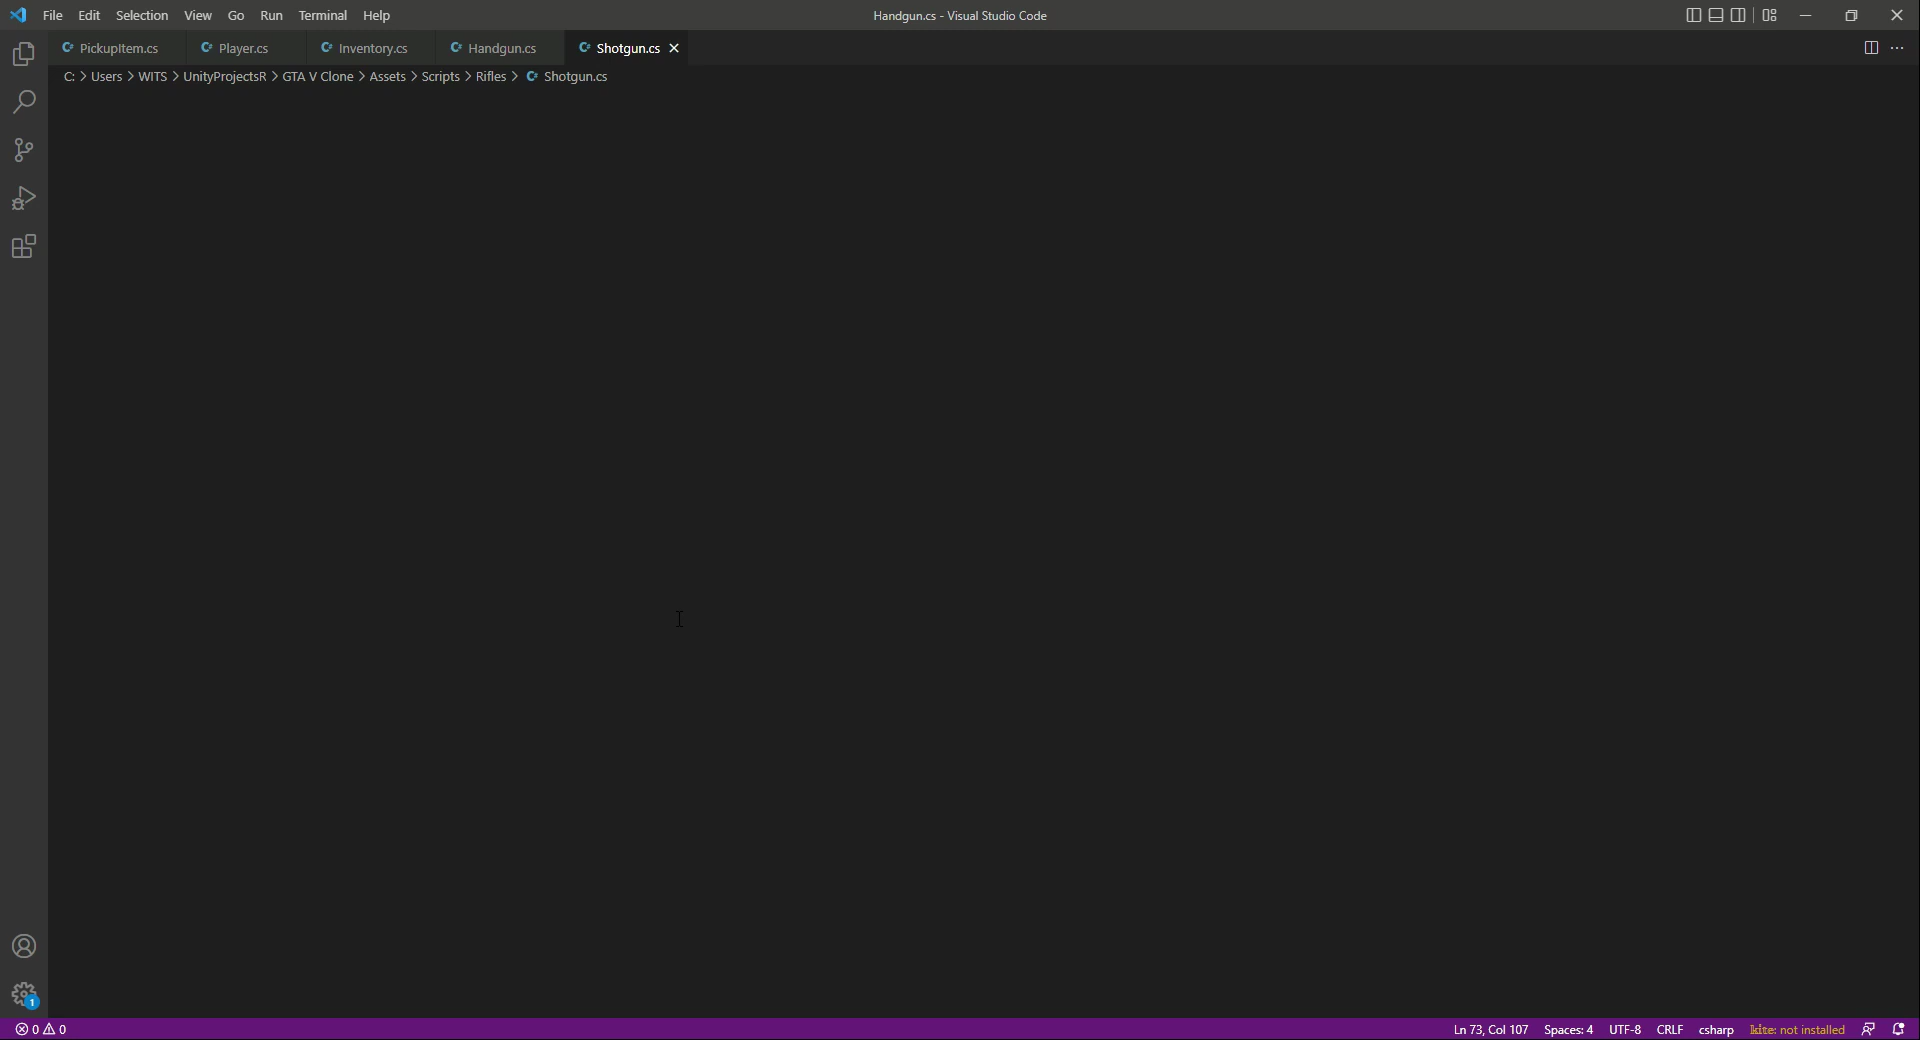 File Edit Selection View Go Run Terminal Help Handgun.cs - Visual Studio Code
C# PickupItem.cs C# Player.cs C# Inventory.cs C# Handgun.cs C# Shotgun.cs
C: > Users > WITS > UnityProjectsR > GTA V Clone > Assets > Scripts > Rifles > C# Shotgun.cs
1
0 0 Ln 73, Col 107 Spaces: 4 UTF-8 CRLF csharp kite: not installed